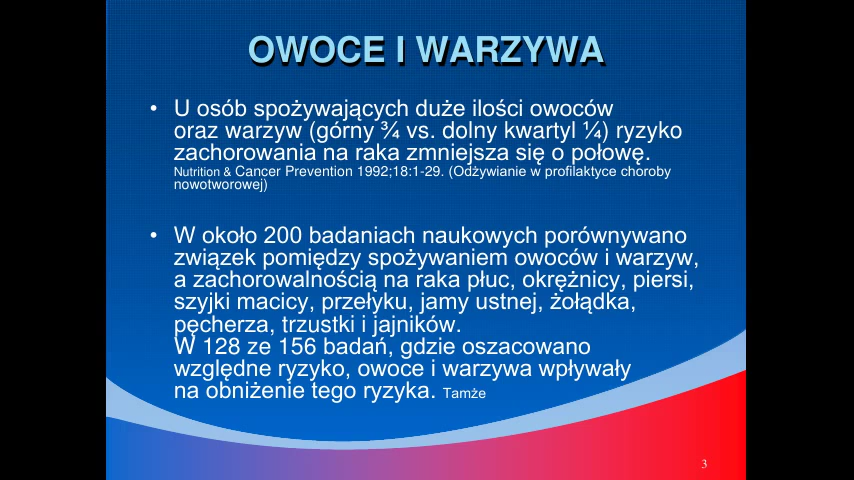 OWOCE I WARZYWA
• U osób spożywających duże ilości owoców
oraz warzyw (górny ¾ vs. dolny kwartyl ¼) ryzyko
zachorowania na raka zmniejsza się o połowę.
Nutrition & Cancer Prevention 1992;18:1-29. (Odżywianie w profilaktyce choroby
nowotworowej)
• W około 200 badaniach naukowych porównywano
związek pomiędzy spożywaniem owoców i warzyw,
a zachorowalnością na raka płuc, okrężnicy, piersi,
szyjki macicy, przełyku, jamy ustnej, żołądka,
pęcherza, trzustki i jajników.
W 128 ze 156 badań, gdzie oszacowano
względne ryzyko, owoce i warzywa wpływały
na obniżenie tego ryzyka. Tamże
3